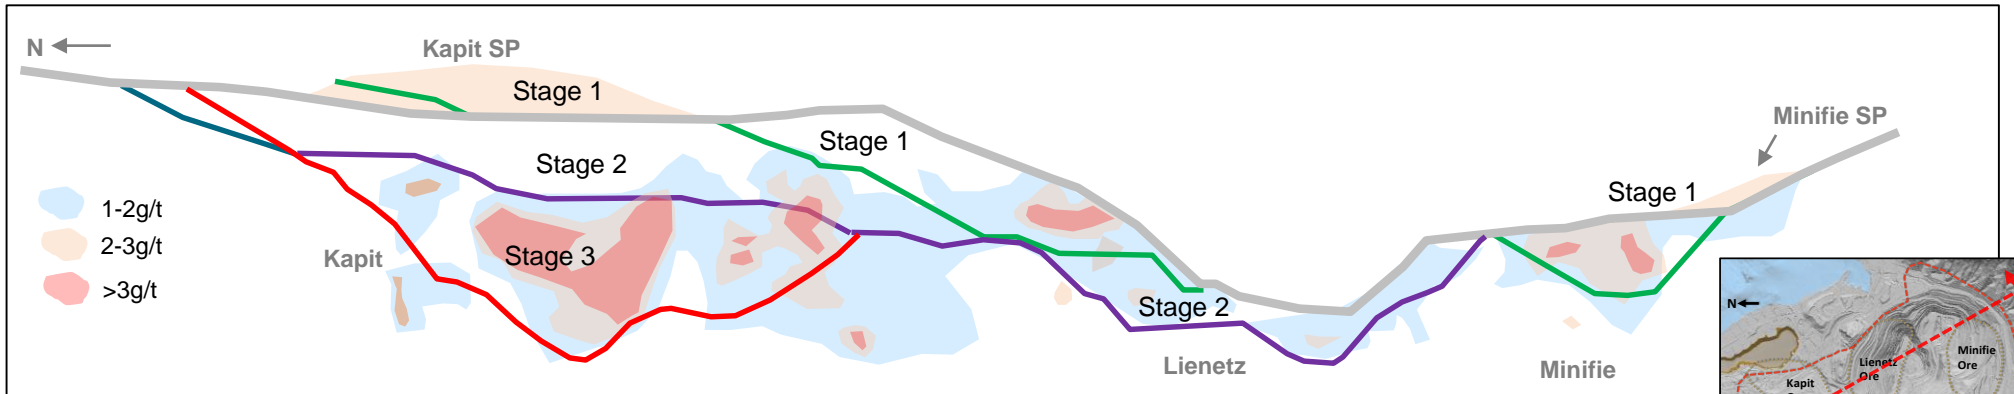 N
Kapit SP
Stage 1
Stage 1
Minifie SP
Stage 2
Stage 1
1-2g/t
2-3g/t
>3g/t
Kapit
Stage 3
Stage 2
Lienetz
Minifie
N
Minifie
Ore
Lienetz
Ore
Kapit